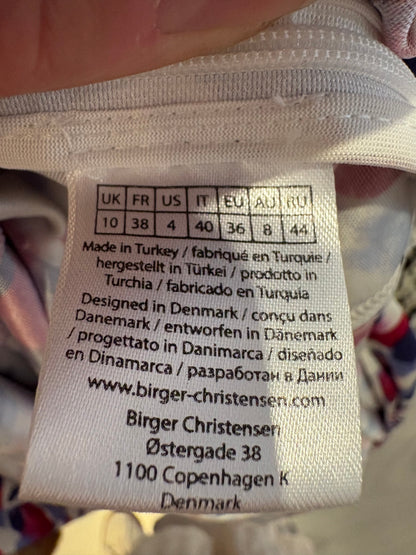 UK FR US IT EU AU RU
10 38 4 40 36 8 44
Made in Turkey / fabriqué en Turquie /
hergestellt in Türkei / prodotto in
Turchia / fabricado en Turquía
Designed in Denmark / conçu dans
Danemark / entworfen in Dänemark
/ progettato in Danimarca / diseñado
en Dinamarca / разработан в Дании
www.birger-christensen.com
Birger Christensen
Østergade 38
1100 Copenhagen K
Denmark